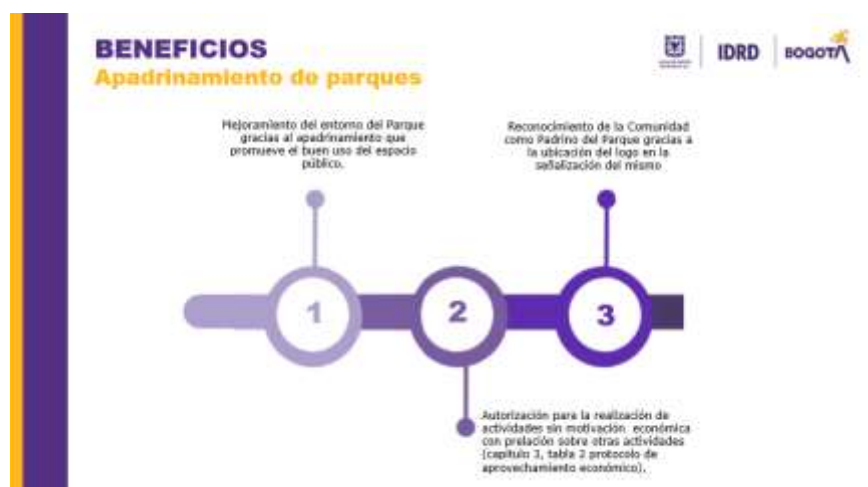 BENEFICIOS
Apadrinamiento de parques
IDRD
BOGOTÁ
Mejoramiento del entorno del Parque
gracias al apadrinamiento que
promueve el buen uso del espacio
público.
Reconocimiento de la Comunidad
como Padrino del Parque gracias a
la ubicación del logo en la
señalización del mismo
1
2
3
Autorización para la realización de
actividades sin motivación económica
con prelación sobre otras actividades
(capítulo 3, tabla 2 protocolo de
aprovechamiento económico).